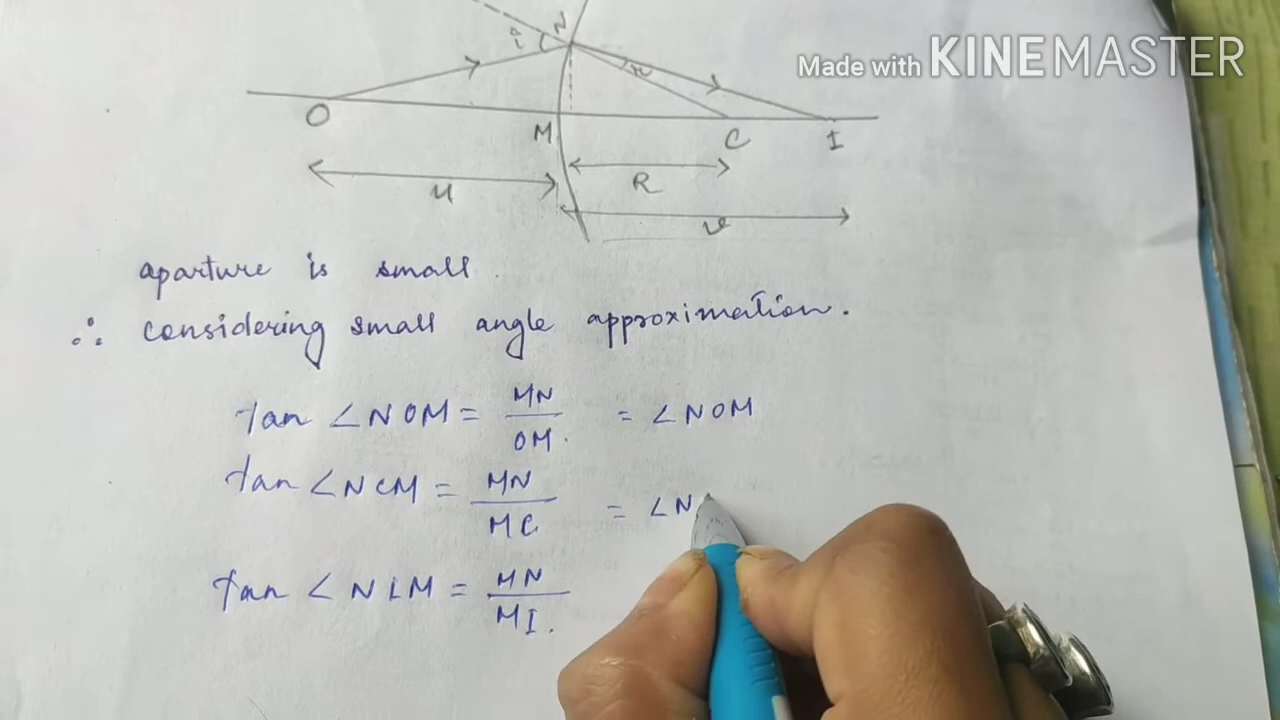 Made with KINEMASTER
i N r
O M C I
u R v
aparture is small.
∴ considering small angle approximation.
tan ∠NOM = MN / OM. = ∠NOM
tan ∠NCM = MN / MC = ∠N
tan ∠NIM = MN / MI.